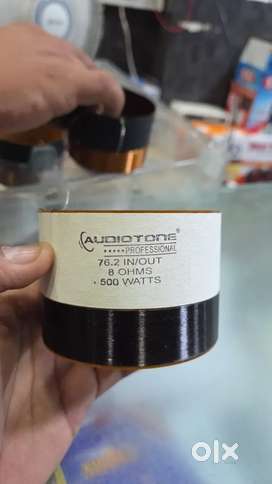 AUDIOTONE®
★★★★★PROFESSIONAL
76.2 IN/OUT
8 OHMS
500 WATTS
olx